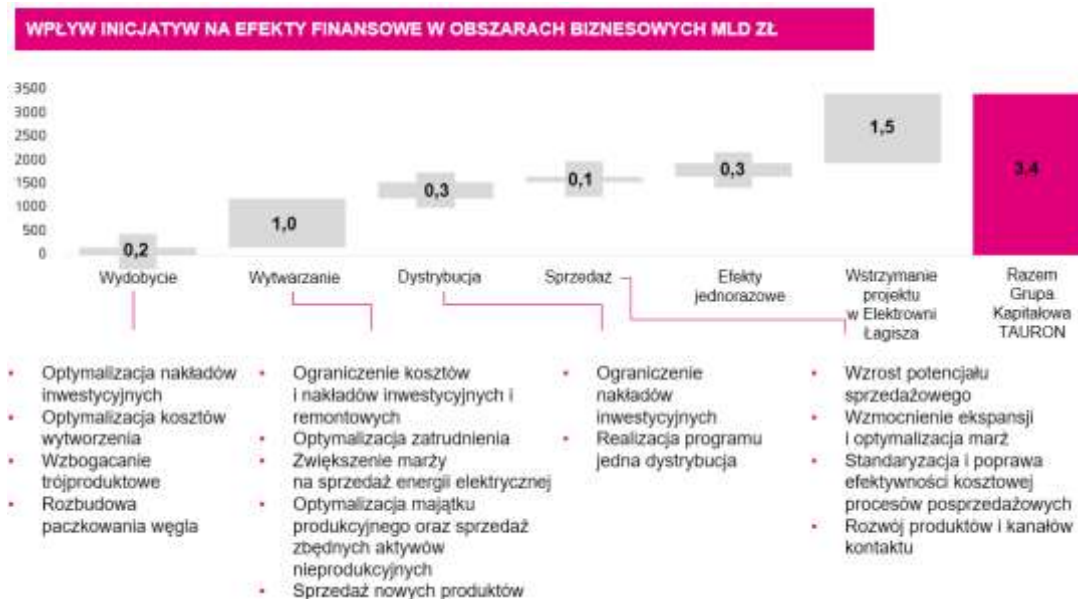 WPŁYW INICJATYW NA EFEKTY FINANSOWE W OBSZARACH BIZNESOWYCH MLD ZŁ
3500
3000
2500
2000
1500
1000
500
0
0,2
1,0
0,3
0,1
0,3
1,5
3,4
Wydobycie
Wytwarzanie
Dystrybucja
Sprzedaż
Efekty
jednorazowe
Wstrzymanie
projektu
w Elektrowni
Łagisza
Razem
Grupa
Kapitałowa
TAURON
• Optymalizacja nakładów
inwestycyjnych
• Optymalizacja kosztów
wytworzenia
• Wzbogacanie
trójproduktowe
• Rozbudowa
paczkowania węgla
• Ograniczenie kosztów
i nakładów inwestycyjnych i
remontowych
• Optymalizacja zatrudnienia
• Zwiększenie marży
na sprzedaż energii elektrycznej
• Optymalizacja majątku
produkcyjnego oraz sprzedaż
zbędnych aktywów
nieprodukcyjnych
• Sprzedaż nowych produktów
• Ograniczenie
nakładów
inwestycyjnych
• Realizacja programu
jedna dystrybucja
• Wzrost potencjału
sprzedażowego
• Wzmocnienie ekspansji
i optymalizacja marż
• Standaryzacja i poprawa
efektywności kosztowej
procesów posprzedażowych
• Rozwój produktów i kanałów
kontaktu